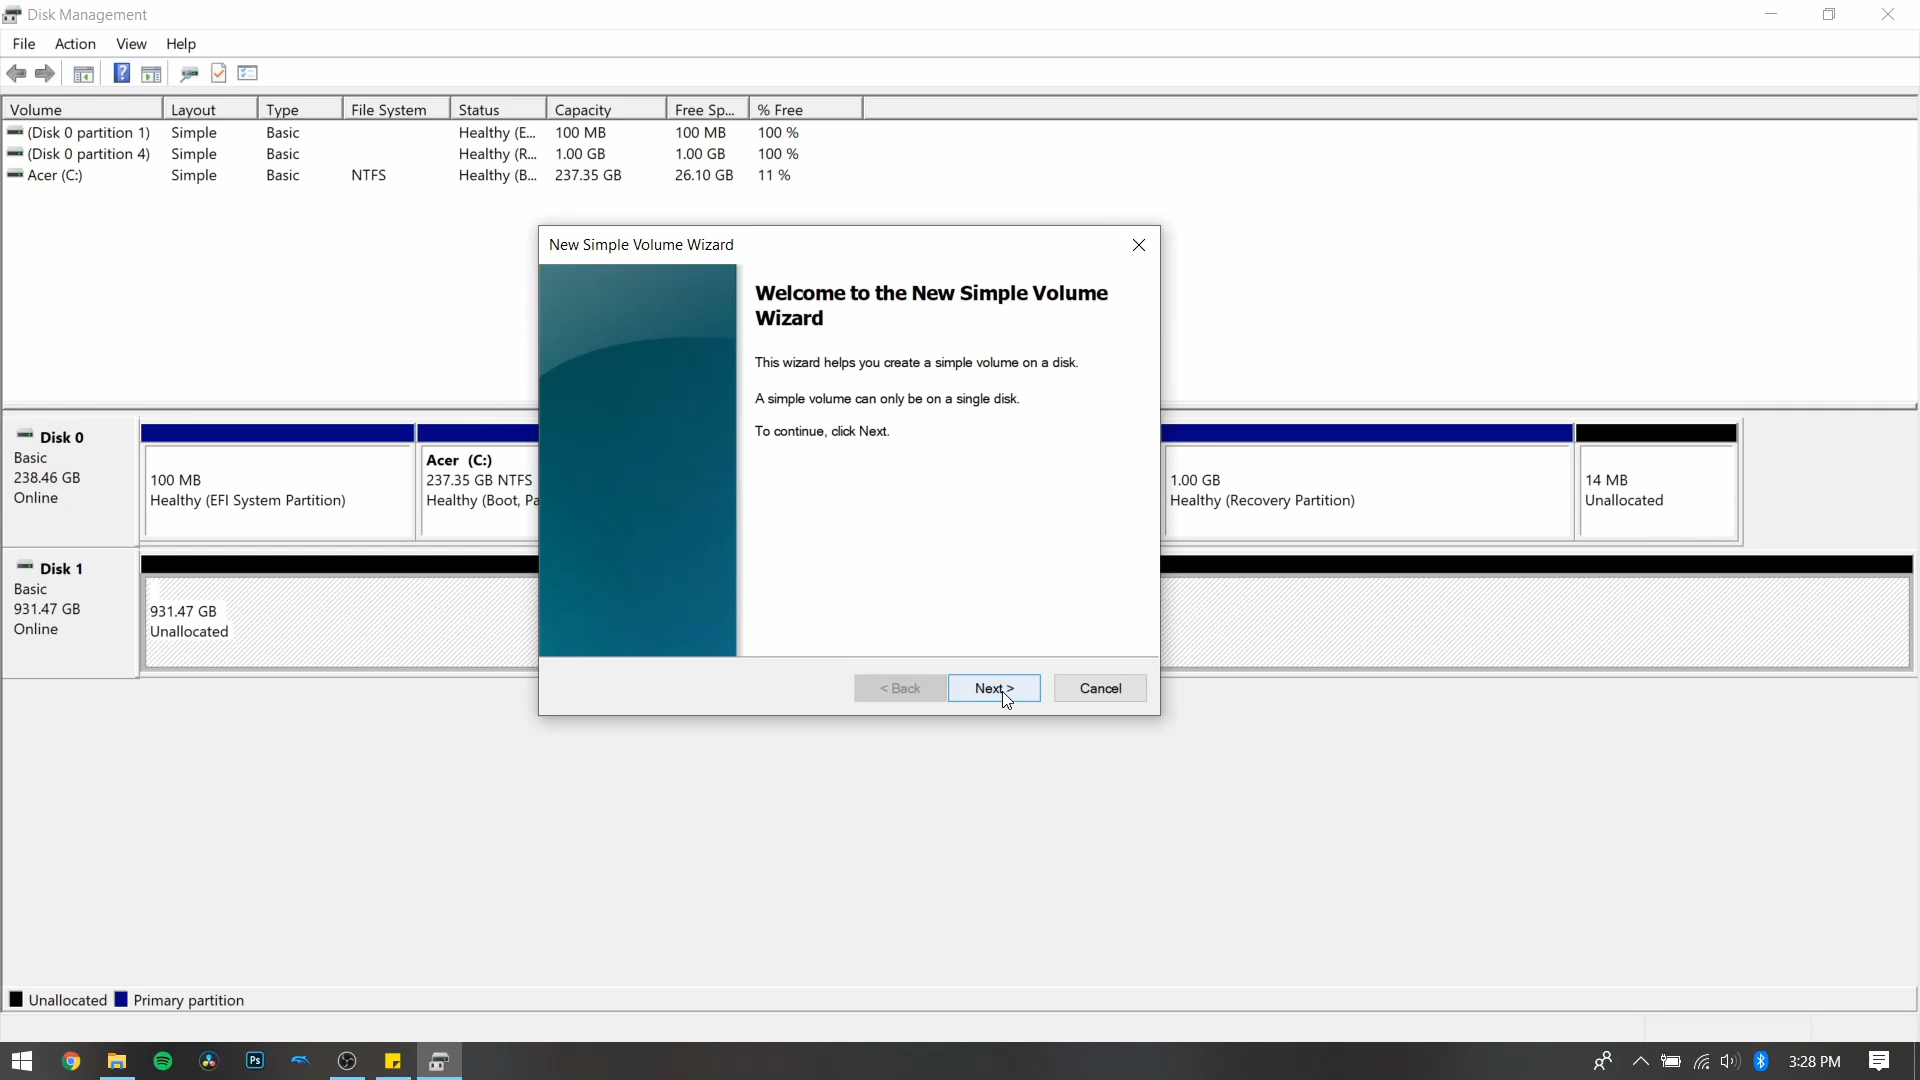 Disk Management
File Action View Help
Volume Layout Type File System Status Capacity Free Sp... % Free
(Disk 0 partition 1) Simple Basic Healthy (E... 100 MB 100 MB 100 %
(Disk 0 partition 4) Simple Basic Healthy (R... 1.00 GB 1.00 GB 100 %
Acer (C:) Simple Basic NTFS Healthy (B... 237.35 GB 26.10 GB 11 %
New Simple Volume Wizard
Welcome to the New Simple Volume
Wizard
This wizard helps you create a simple volume on a disk.
A simple volume can only be on a single disk.
To continue, click Next.
< Back Next > Cancel
Disk 0
Basic
238.46 GB
Online
100 MB
Healthy (EFI System Partition)
Acer (C:)
237.35 GB NTFS
Healthy (Boot, Pa
1.00 GB
Healthy (Recovery Partition)
14 MB
Unallocated
Disk 1
Basic
931.47 GB
Online
931.47 GB
Unallocated
Unallocated Primary partition
Ps
3:28 PM